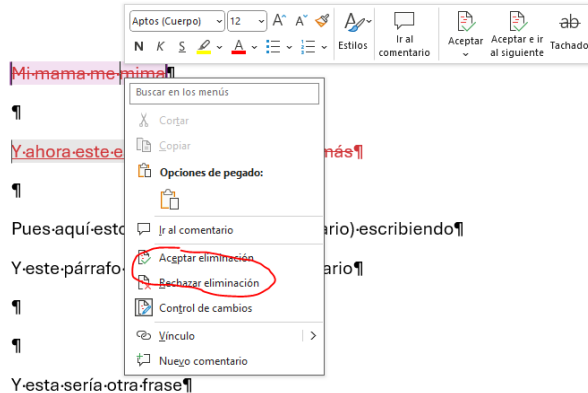 Aptos (Cuerpo) 12 A^ A˅ A
N K S A Estilos Ir al comentario Aceptar Aceptar e ir al siguiente ab Tachado
Mi·mama·me·mima¶
¶
Y·ahora·este·e más¶
¶
Pues·aquí·esto ario)·escribiendo¶
Y·este·párrafo· ario¶
¶
¶
Y·esta·sería·otra·frase¶
Buscar en los menús
Cortar
Copiar
Opciones de pegado:
Ir al comentario
Aceptar eliminación
Rechazar eliminación
Control de cambios
Vínculo
Nuevo comentario